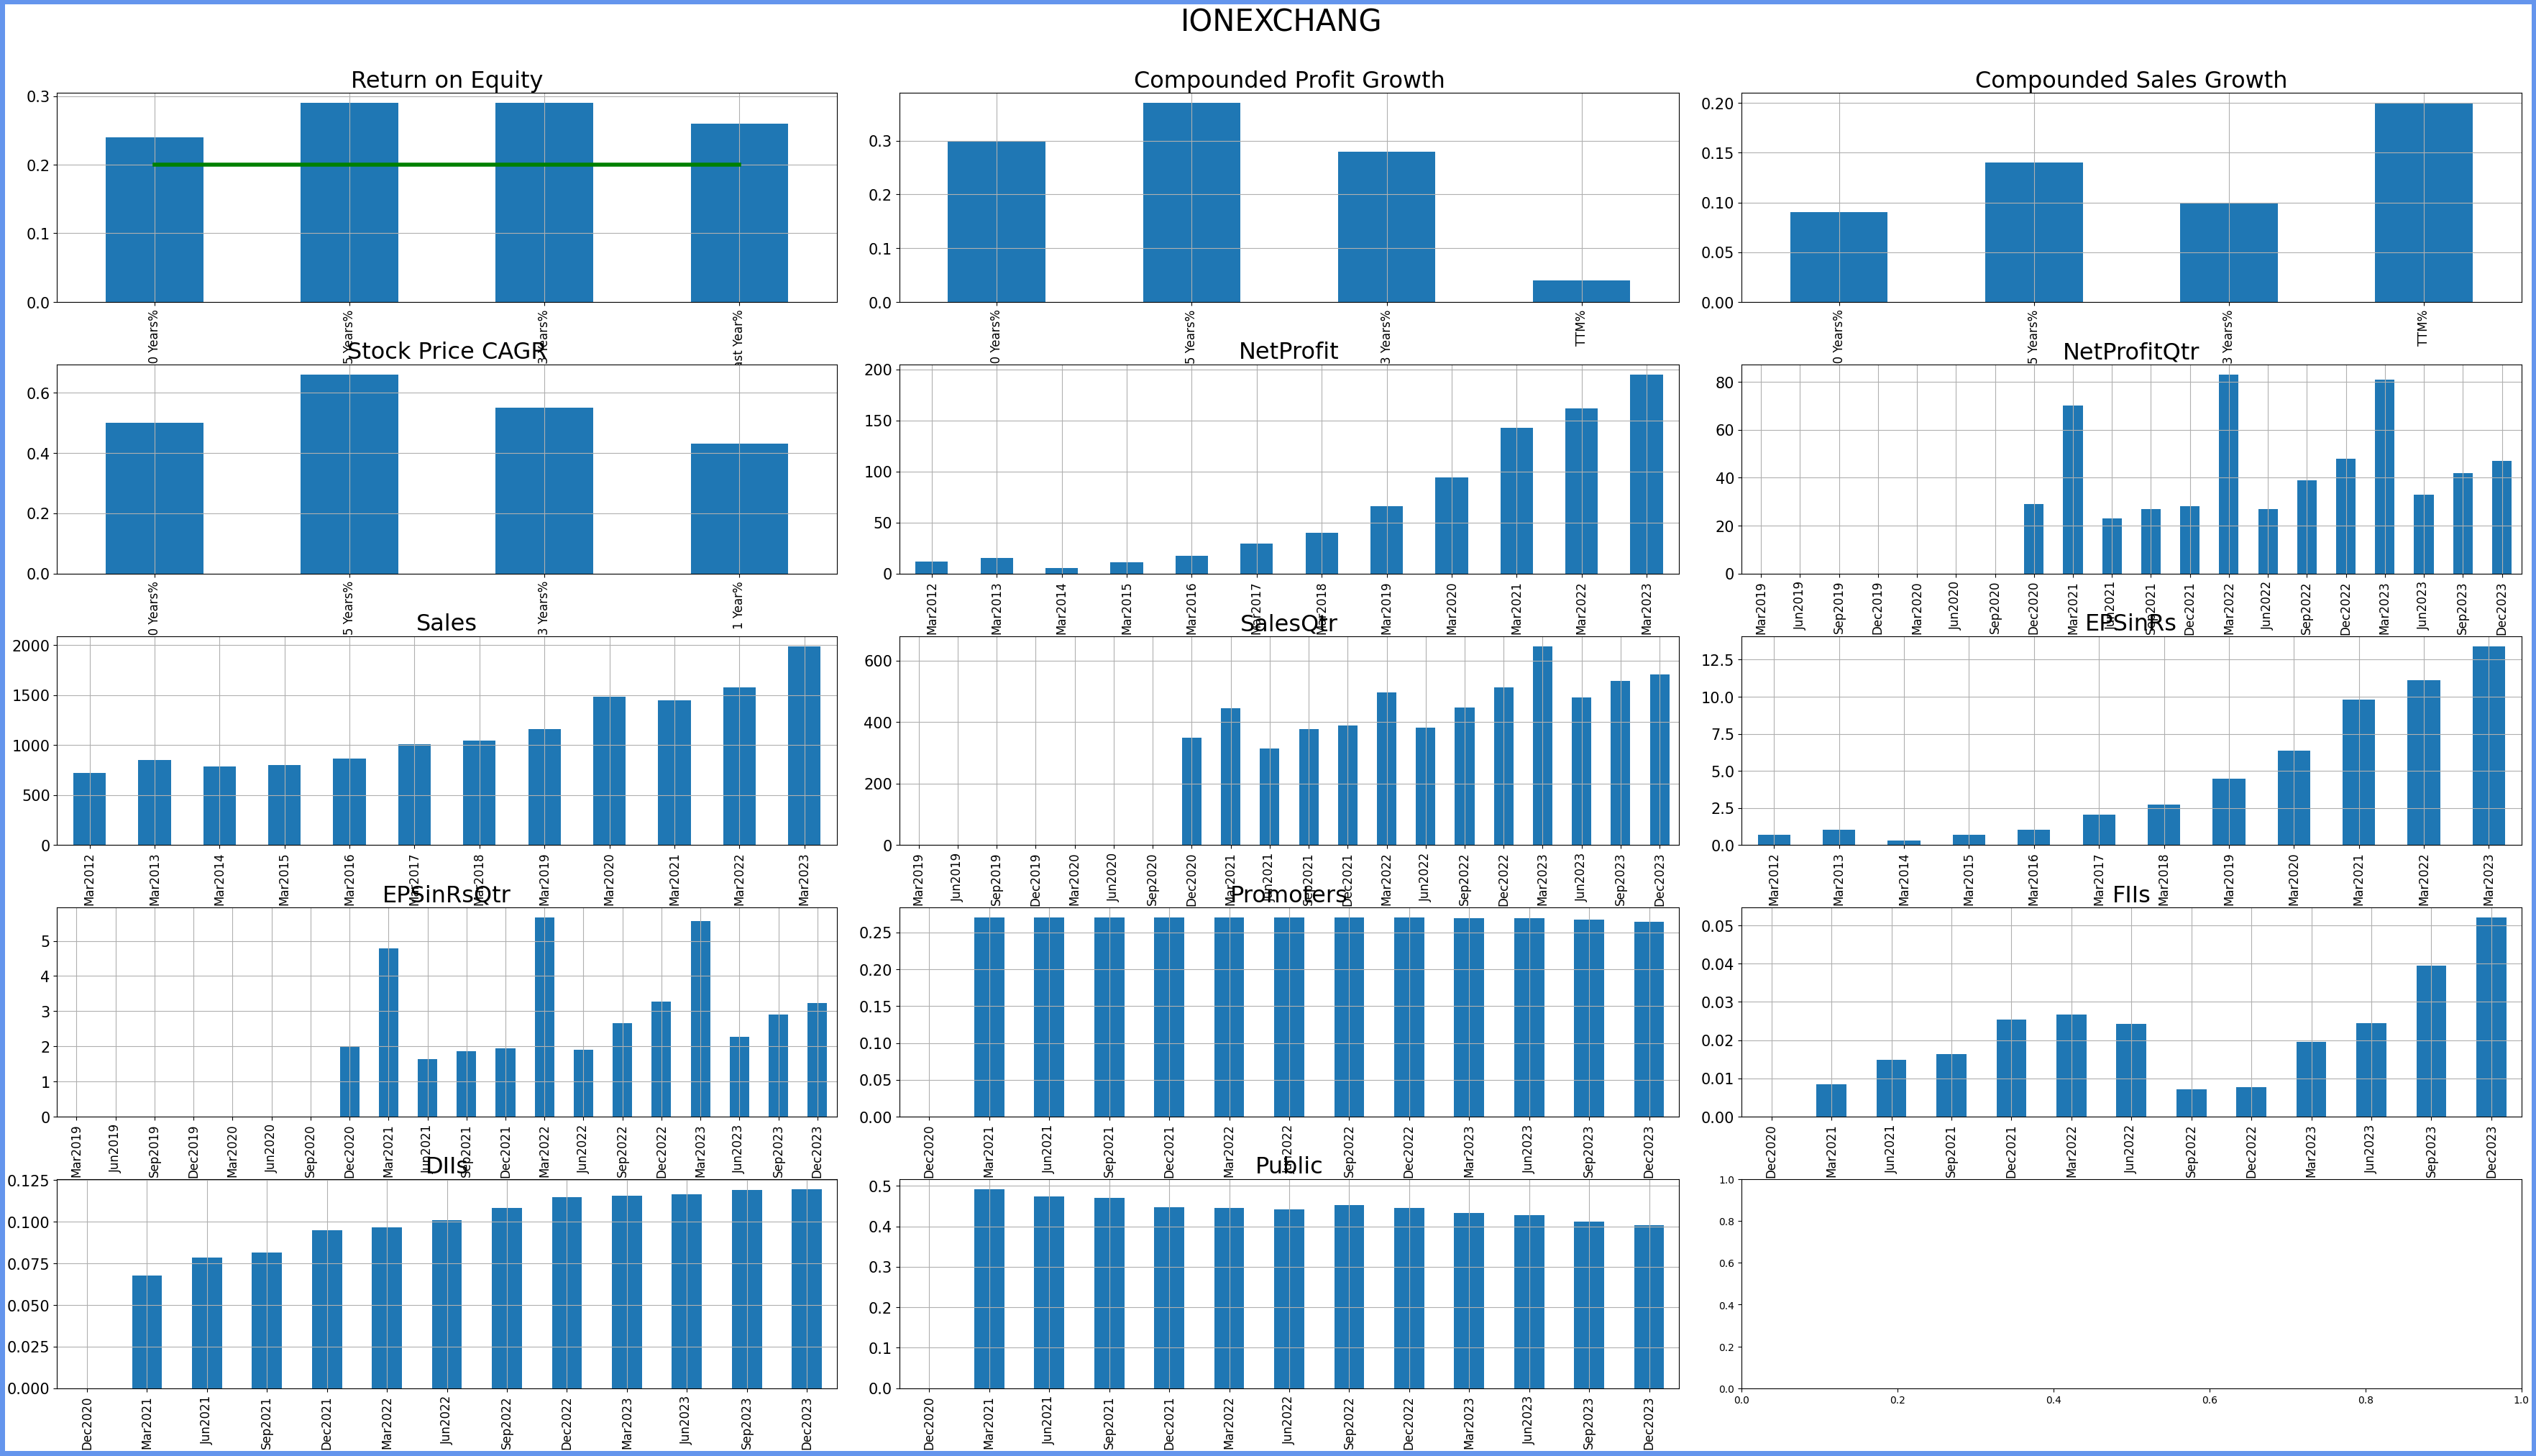 IONEXCHANG
Return on Equity
0.3
0.2
0.1
0.0
0 Years%
5 Years%
3 Years%
ast Year%
Compounded Profit Growth
0.3
0.2
0.1
0.0
0 Years%
5 Years%
3 Years%
TTM%
Compounded Sales Growth
0.20
0.15
0.10
0.05
0.00
0 Years%
5 Years%
3 Years%
TTM%
Stock Price CAGR
0.6
0.4
0.2
0.0
0 Years%
5 Years%
3 Years%
1 Year%
NetProfit
200
150
100
50
0
Mar2012
Mar2013
Mar2014
Mar2015
Mar2016
Mar2017
Mar2018
Mar2019
Mar2020
Mar2021
Mar2022
Mar2023
NetProfitQtr
80
60
40
20
0
Mar2019
Jun2019
Sep2019
Dec2019
Mar2020
Jun2020
Sep2020
Dec2020
Mar2021
Jun2021
Sep2021
Dec2021
Mar2022
Jun2022
Sep2022
Dec2022
Mar2023
Jun2023
Sep2023
Dec2023
Sales
2000
1500
1000
500
0
Mar2012
Mar2013
Mar2014
Mar2015
Mar2016
Mar2017
Mar2018
Mar2019
Mar2020
Mar2021
Mar2022
Mar2023
SalesQtr
600
400
200
0
Mar2019
Jun2019
Sep2019
Dec2019
Mar2020
Jun2020
Sep2020
Dec2020
Mar2021
Jun2021
Sep2021
Dec2021
Mar2022
Jun2022
Sep2022
Dec2022
Mar2023
Jun2023
Sep2023
Dec2023
EPSinRs
12.5
10.0
7.5
5.0
2.5
0.0
Mar2012
Mar2013
Mar2014
Mar2015
Mar2016
Mar2017
Mar2018
Mar2019
Mar2020
Mar2021
Mar2022
Mar2023
EPSinRsQtr
5
4
3
2
1
0
Mar2019
Jun2019
Sep2019
Dec2019
Mar2020
Jun2020
Sep2020
Dec2020
Mar2021
Jun2021
Sep2021
Dec2021
Mar2022
Jun2022
Sep2022
Dec2022
Mar2023
Jun2023
Sep2023
Dec2023
Promoters
0.25
0.20
0.15
0.10
0.05
0.00
Dec2020
Mar2021
Jun2021
Sep2021
Dec2021
Mar2022
Jun2022
Sep2022
Dec2022
Mar2023
Jun2023
Sep2023
Dec2023
FIIs
0.05
0.04
0.03
0.02
0.01
0.00
Dec2020
Mar2021
Jun2021
Sep2021
Dec2021
Mar2022
Jun2022
Sep2022
Dec2022
Mar2023
Jun2023
Sep2023
Dec2023
DIIs
0.125
0.100
0.075
0.050
0.025
0.000
Dec2020
Mar2021
Jun2021
Sep2021
Dec2021
Mar2022
Jun2022
Sep2022
Dec2022
Mar2023
Jun2023
Sep2023
Dec2023
Public
0.5
0.4
0.3
0.2
0.1
0.0
Dec2020
Mar2021
Jun2021
Sep2021
Dec2021
Mar2022
Jun2022
Sep2022
Dec2022
Mar2023
Jun2023
Sep2023
Dec2023
1.0
0.8
0.6
0.4
0.2
0.0
0.0 0.2 0.4 0.6 0.8 1.0